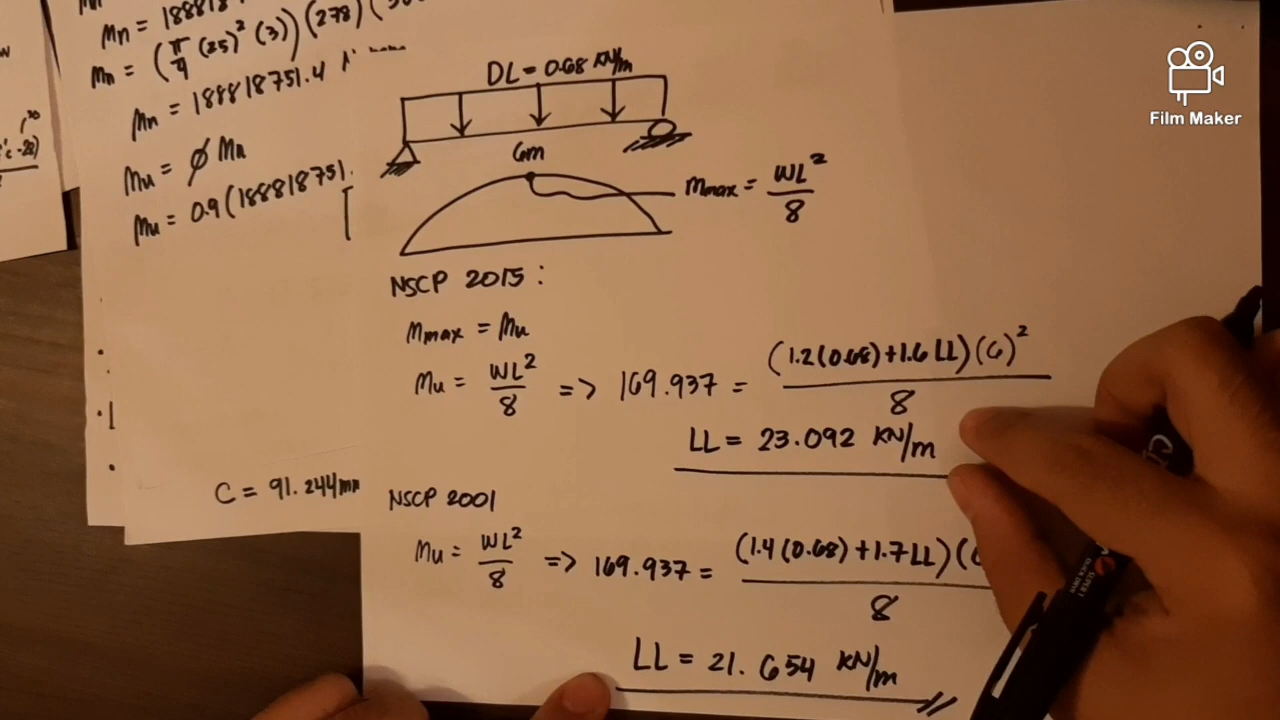 Mn = 188818
Mn = (π/4 (25)² (3)) (278) (
Mn = 188818751.4
Mu = φ Mn
Mu = 0.9 (188818751.
C = 91.244mm
DL = 0.68 KN/m
6m
Mmax = WL²/8
NSCP 2015 :
Mmax = Mu
Mu = WL²/8 => 169.937 = (1.2(0.68)+1.6 LL)(6)²/8
LL = 23.092 KN/m
NSCP 2001
Mu = WL²/8 => 169.937 = (1.4(0.68)+1.7LL)(/8
LL = 21.654 KN/m
Film Maker